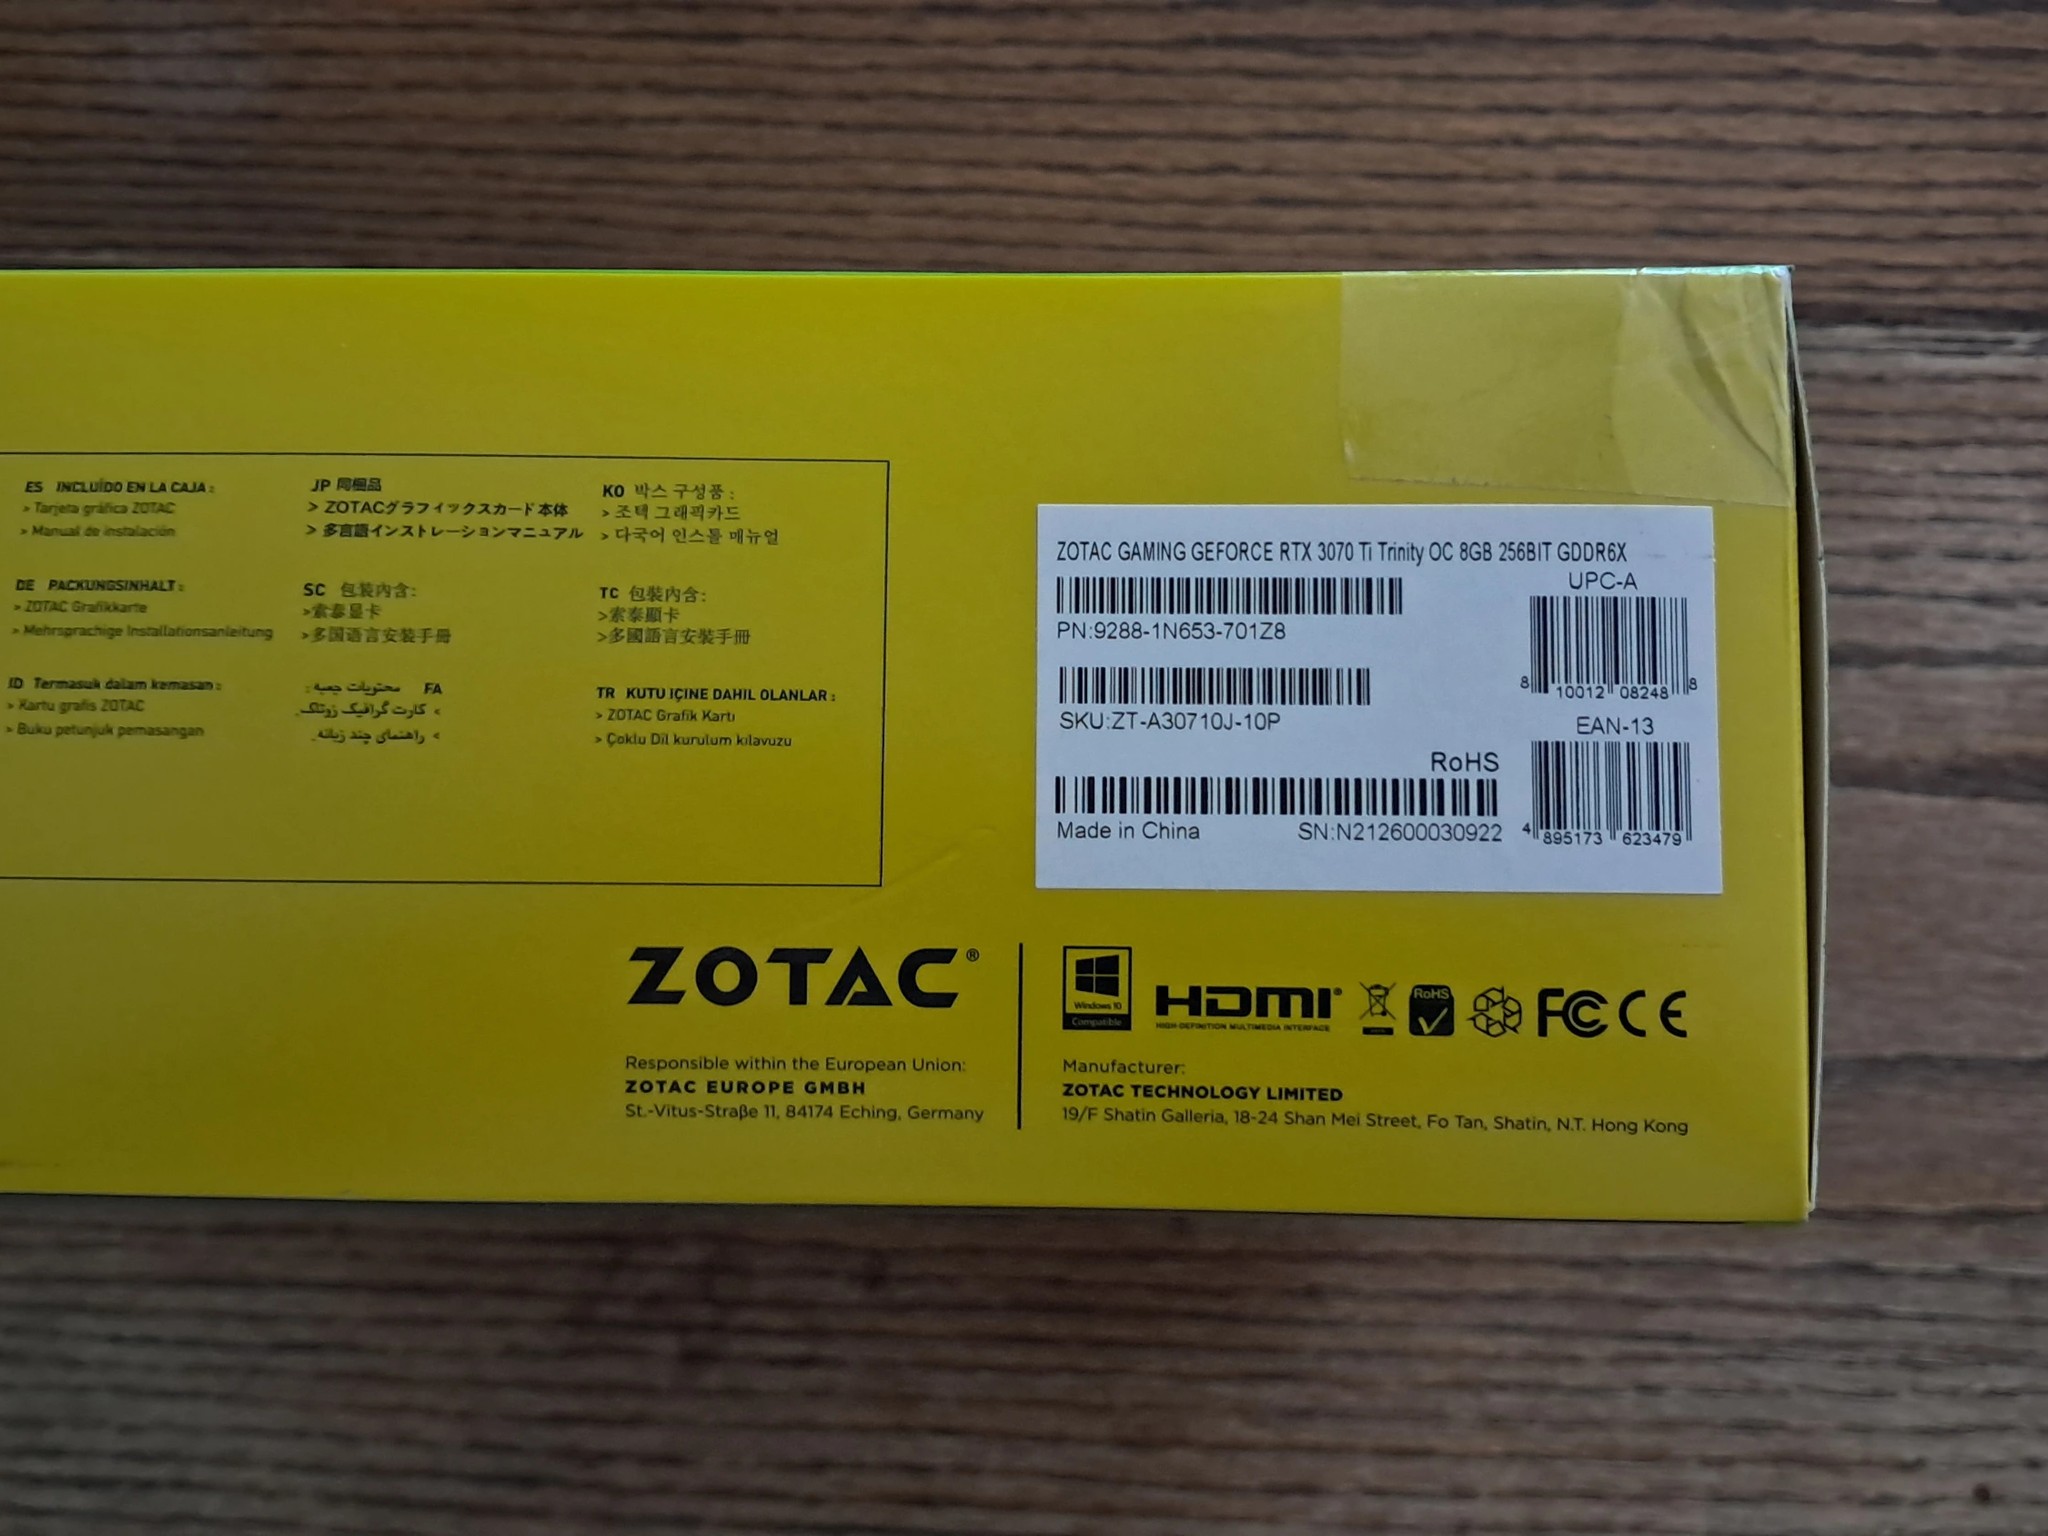 ES INCLUÍDO EN LA CAJA :
> Tarjeta gráfica ZOTAC
> Manual de instalación
JP 同梱品
> ZOTACグラフィックスカード本体
> 多言語インストレーションマニュアル
KO 박스 구성품 :
> 조텍 그래픽카드
> 다국어 인스톨 매뉴얼
DE PACKUNGSINHALT :
> ZOTAC Grafikkarte
> Mehrsprachige Installationsanleitung
SC 包装内含:
>索泰显卡
>多国语言安装手册
TC 包裝內含:
>索泰顯卡
>多國語言安裝手冊
ID Termasuk dalam kemasan :
> Kartu grafis ZOTAC
> Buku petunjuk pemasangan
FA محتویات جعبه :
> کارت گرافیک زوتاک.
> راهنمای چند زبانه.
TR KUTU IÇINE DAHIL OLANLAR :
> ZOTAC Grafik Kartı
> Çoklu Dil kurulum kılavuzu
ZOTAC GAMING GEFORCE RTX 3070 Ti Trinity OC 8GB 256BIT GDDR6X
PN:9288-1N653-701Z8
SKU:ZT-A30710J-10P
RoHS
Made in China SN:N212600030922
UPC-A
8 10012 08248 8
EAN-13
4 895173 623479
ZOTAC®
Responsible within the European Union:
ZOTAC EUROPE GMBH
St.-Vitus-Straβe 11, 84174 Eching, Germany
Windows 10
Compatible
HDMI®
HIGH-DEFINITION MULTIMEDIA INTERFACE
RoHS
FC CE
Manufacturer:
ZOTAC TECHNOLOGY LIMITED
19/F Shatin Galleria, 18-24 Shan Mei Street, Fo Tan, Shatin, N.T. Hong Kong